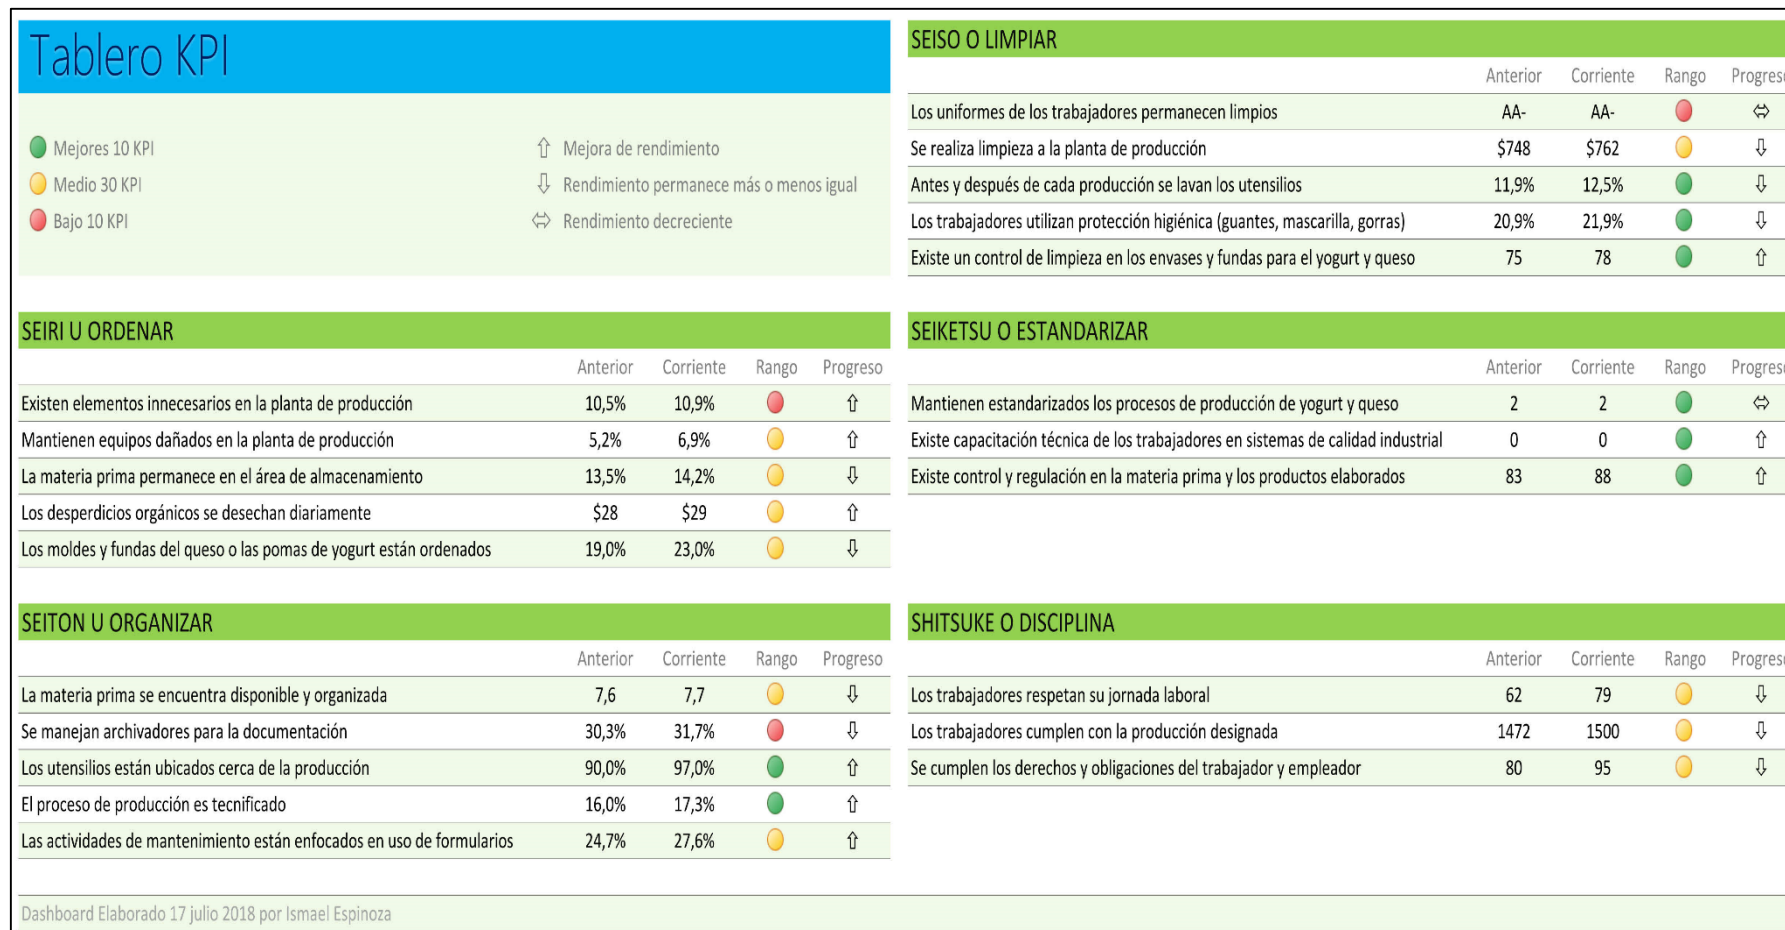 Tablero KPI
Mejores 10 KPI ⇧ Mejora de rendimiento
Medio 30 KPI ⇩ Rendimiento permanece más o menos igual
Bajo 10 KPI ⬄ Rendimiento decreciente
SEIRI U ORDENAR
Anterior Corriente Rango Progreso
Existen elementos innecesarios en la planta de producción 10,5% 10,9% ⇧
Mantienen equipos dañados en la planta de producción 5,2% 6,9% ⇧
La materia prima permanece en el área de almacenamiento 13,5% 14,2% ⇩
Los desperdicios orgánicos se desechan diariamente $28 $29 ⇧
Los moldes y fundas del queso o las pomas de yogurt están ordenados 19,0% 23,0% ⇩
SEITON U ORGANIZAR
Anterior Corriente Rango Progreso
La materia prima se encuentra disponible y organizada 7,6 7,7 ⇩
Se manejan archivadores para la documentación 30,3% 31,7% ⇩
Los utensilios están ubicados cerca de la producción 90,0% 97,0% ⇧
El proceso de producción es tecnificado 16,0% 17,3% ⇧
Las actividades de mantenimiento están enfocados en uso de formularios 24,7% 27,6% ⇧
SEISO O LIMPIAR
Anterior Corriente Rango Progreso
Los uniformes de los trabajadores permanecen limpios AA- AA- ⬄
Se realiza limpieza a la planta de producción $748 $762 ⇩
Antes y después de cada producción se lavan los utensilios 11,9% 12,5% ⇩
Los trabajadores utilizan protección higiénica (guantes, mascarilla, gorras) 20,9% 21,9% ⇩
Existe un control de limpieza en los envases y fundas para el yogurt y queso 75 78 ⇧
SEIKETSU O ESTANDARIZAR
Anterior Corriente Rango Progreso
Mantienen estandarizados los procesos de producción de yogurt y queso 2 2 ⬄
Existe capacitación técnica de los trabajadores en sistemas de calidad industrial 0 0 ⇧
Existe control y regulación en la materia prima y los productos elaborados 83 88 ⇧
SHITSUKE O DISCIPLINA
Anterior Corriente Rango Progreso
Los trabajadores respetan su jornada laboral 62 79 ⇩
Los trabajadores cumplen con la producción designada 1472 1500 ⇩
Se cumplen los derechos y obligaciones del trabajador y empleador 80 95 ⇩
Dashboard Elaborado 17 julio 2018 por Ismael Espinoza